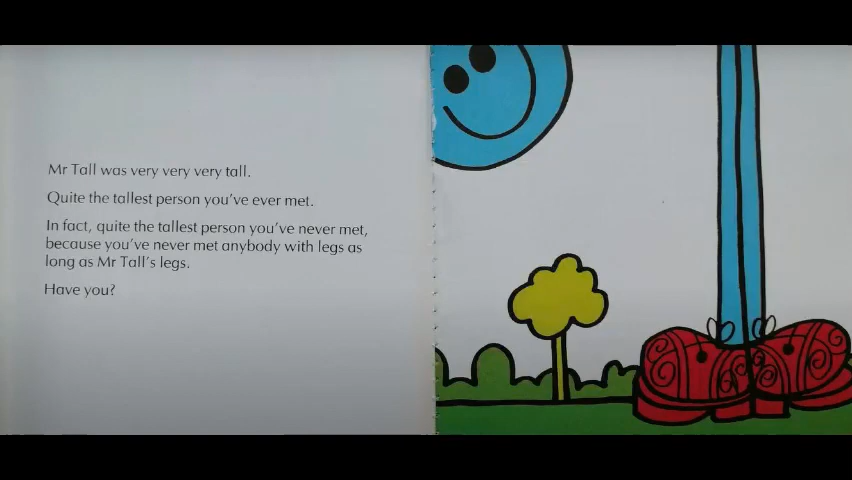 Mr Tall was very very very tall.
Quite the tallest person you've ever met.
In fact, quite the tallest person you've never met,
because you've never met anybody with legs as
long as Mr Tall's legs.
Have you?